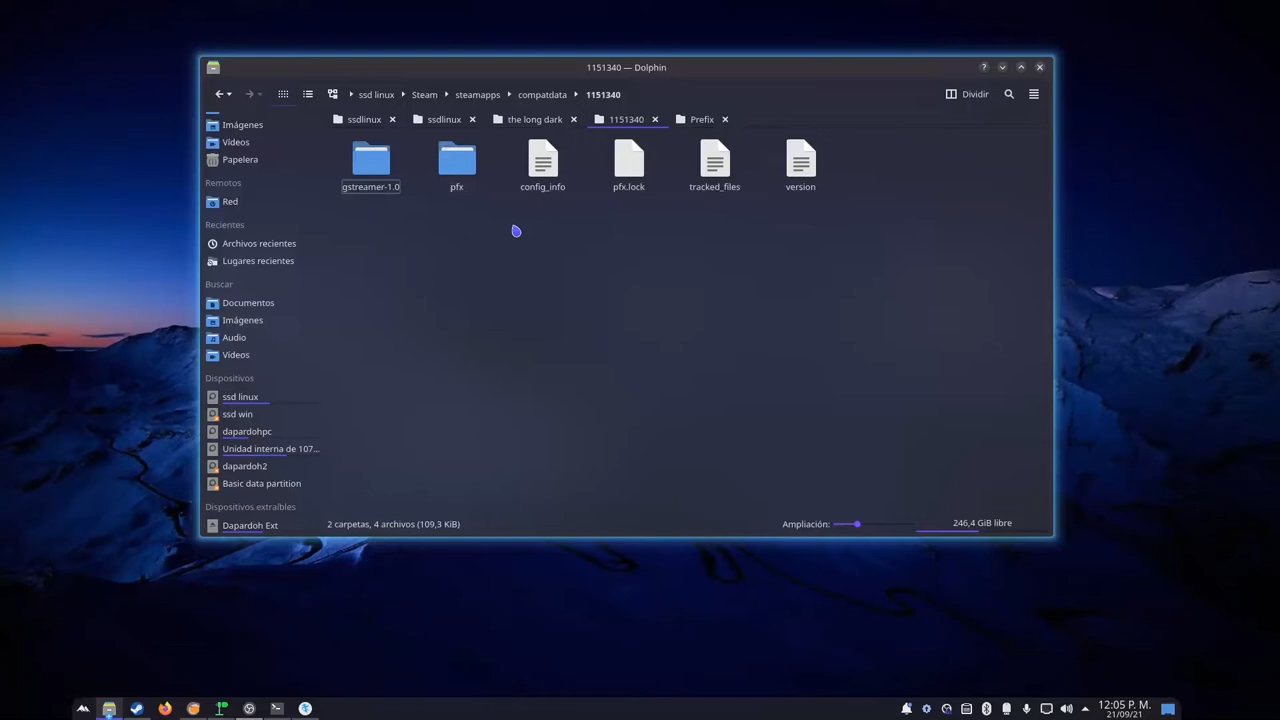 1151340 — Dolphin
ssd linux
Steam
steamapps
compatdata
1151340
Dividir
ssdlinux
ssdlinux
the long dark
1151340
Prefix
Imágenes
Vídeos
Papelera
Remotos
Red
Recientes
Archivos recientes
Lugares recientes
Buscar
Documentos
Imágenes
Audio
Vídeos
Dispositivos
ssd linux
ssd win
dapardohpc
Unidad interna de 107...
dapardoh2
Basic data partition
Dispositivos extraíbles
Dapardoh Ext
gstreamer-1.0
pfx
config_info
pfx.lock
tracked_files
version
2 carpetas, 4 archivos (109,3 KiB)
Ampliación:
246,4 GiB libre
12:05 P. M.
21/09/21